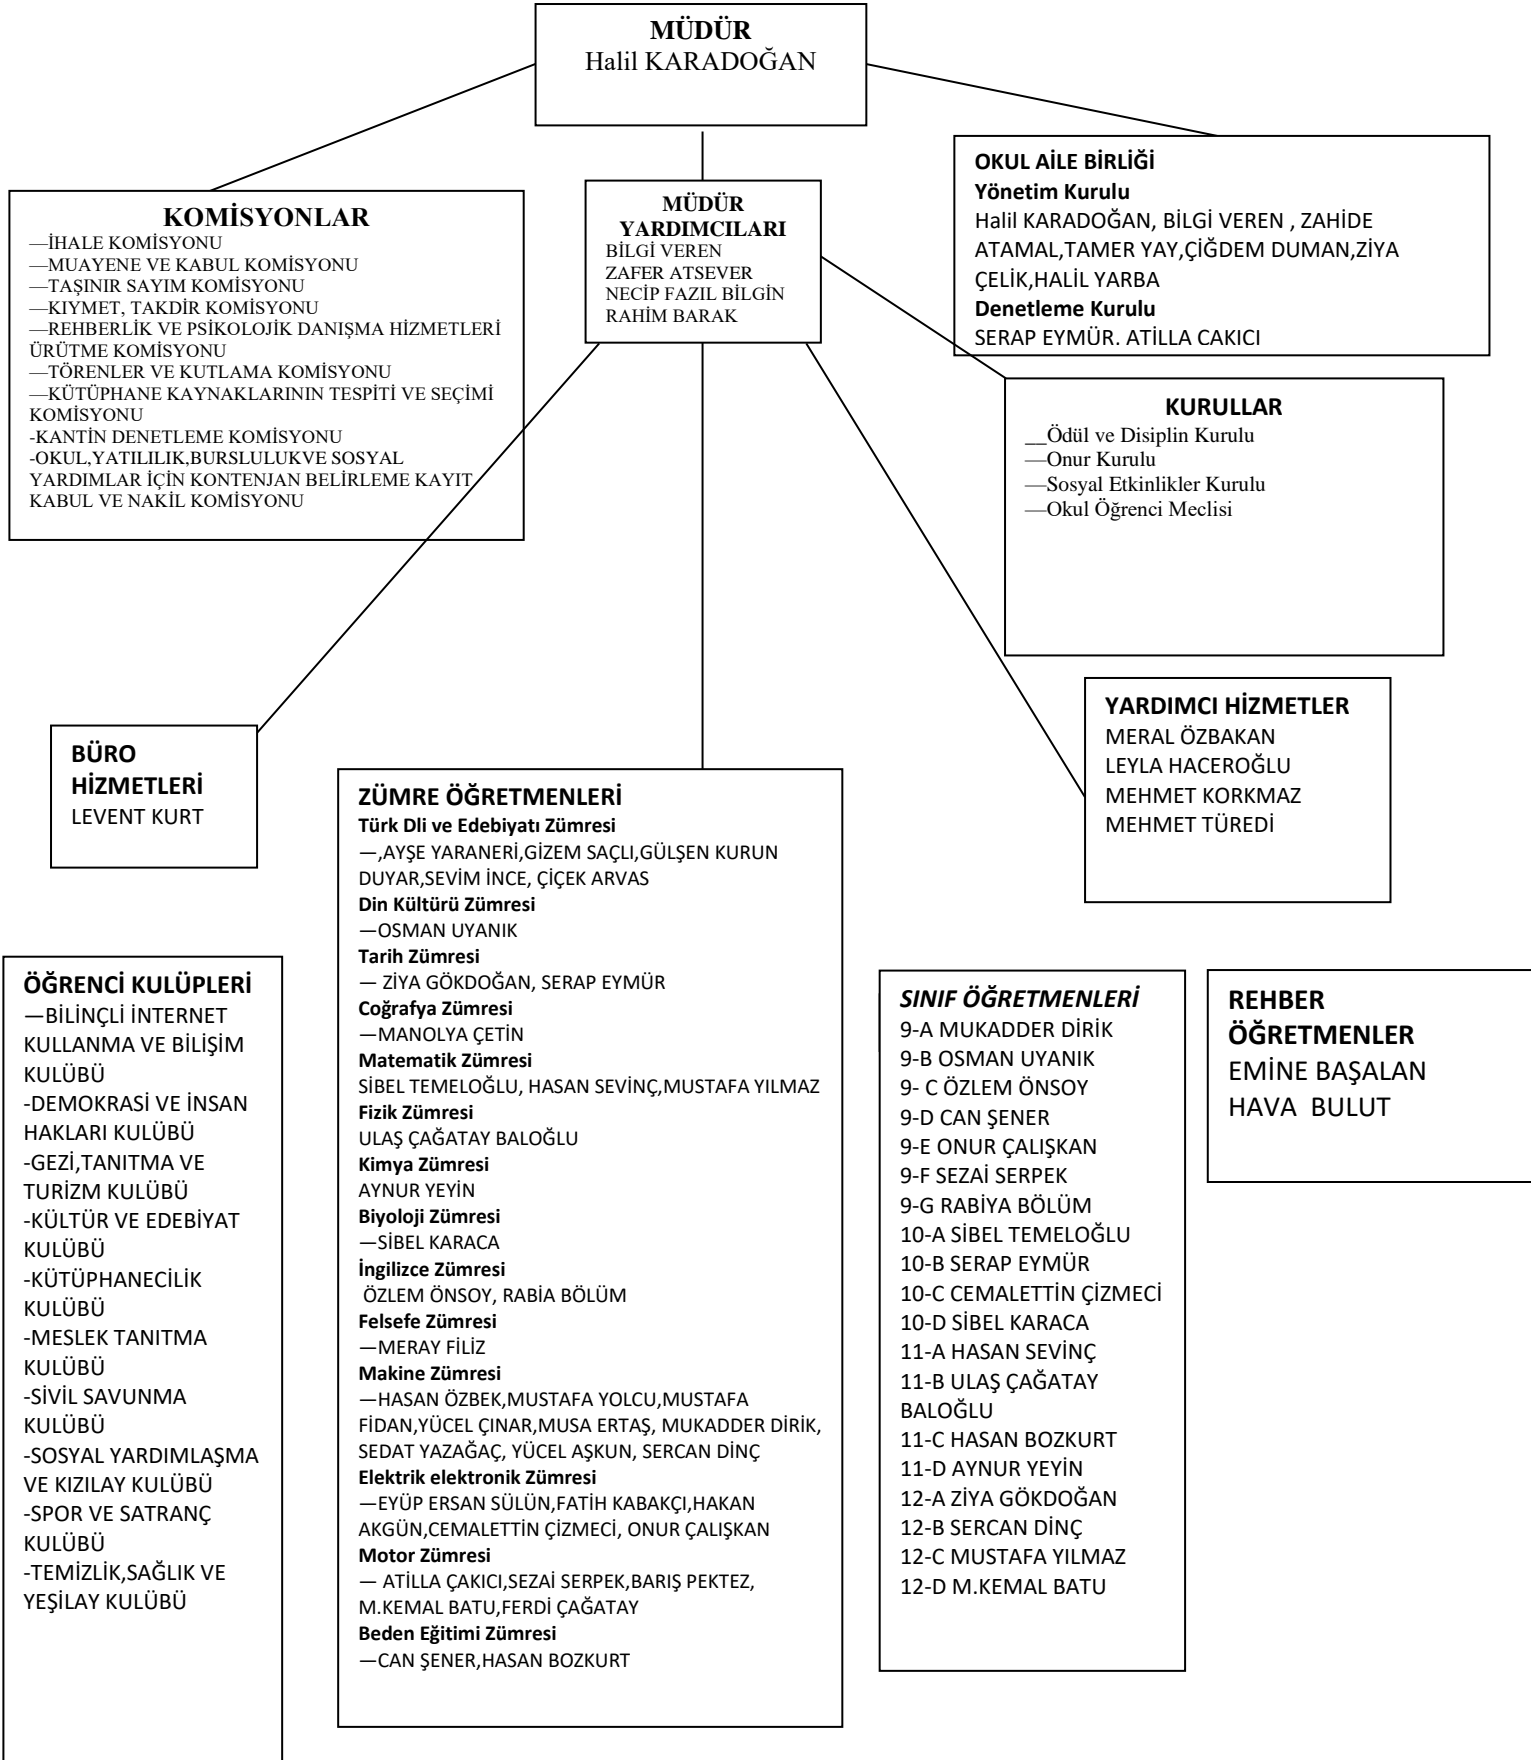 MÜDÜR
Halil KARADOĞAN
KOMİSYONLAR
—İHALE KOMİSYONU
—MUAYENE VE KABUL KOMİSYONU
—TAŞINIR SAYIM KOMİSYONU
—KIYMET, TAKDİR KOMİSYONU
—REHBERLİK VE PSİKOLOJİK DANIŞMA HİZMETLERİ
ÜRÜTME KOMİSYONU
—TÖRENLER VE KUTLAMA KOMİSYONU
—KÜTÜPHANE KAYNAKLARININ TESPİTİ VE SEÇİMİ
KOMİSYONU
-KANTİN DENETLEME KOMİSYONU
-OKUL,YATILILIK,BURSLULUKVE SOSYAL
YARDIMLAR İÇİN KONTENJAN BELİRLEME KAYIT
KABUL VE NAKİL KOMİSYONU
MÜDÜR
YARDIMCILARI
BİLGİ VEREN
ZAFER ATSEVER
NECİP FAZIL BİLGİN
RAHİM BARAK
OKUL AİLE BİRLİĞİ
Yönetim Kurulu
Halil KARADOĞAN, BİLGİ VEREN , ZAHİDE
ATAMAL,TAMER YAY,ÇİĞDEM DUMAN,ZİYA
ÇELİK,HALİL YARBA
Denetleme Kurulu
SERAP EYMÜR. ATİLLA CAKICI
KURULLAR
__Ödül ve Disiplin Kurulu
—Onur Kurulu
—Sosyal Etkinlikler Kurulu
—Okul Öğrenci Meclisi
BÜRO
HİZMETLERİ
LEVENT KURT
YARDIMCI HİZMETLER
MERAL ÖZBAKAN
LEYLA HACEROĞLU
MEHMET KORKMAZ
MEHMET TÜREDİ
ZÜMRE ÖĞRETMENLERİ
Türk Dli ve Edebiyatı Zümresi
—,AYŞE YARANERİ,GİZEM SAÇLI,GÜLŞEN KURUN
DUYAR,SEVİM İNCE, ÇİÇEK ARVAS
Din Kültürü Zümresi
—OSMAN UYANIK
Tarih Zümresi
— ZİYA GÖKDOĞAN, SERAP EYMÜR
Coğrafya Zümresi
—MANOLYA ÇETİN
Matematik Zümresi
SİBEL TEMELOĞLU, HASAN SEVİNÇ,MUSTAFA YILMAZ
Fizik Zümresi
ULAŞ ÇAĞATAY BALOĞLU
Kimya Zümresi
AYNUR YEYİN
Biyoloji Zümresi
—SİBEL KARACA
İngilizce Zümresi
ÖZLEM ÖNSOY, RABİA BÖLÜM
Felsefe Zümresi
—MERAY FİLİZ
Makine Zümresi
—HASAN ÖZBEK,MUSTAFA YOLCU,MUSTAFA
FİDAN,YÜCEL ÇINAR,MUSA ERTAŞ, MUKADDER DİRİK,
SEDAT YAZAĞAÇ, YÜCEL AŞKUN, SERCAN DİNÇ
Elektrik elektronik Zümresi
—EYÜP ERSAN SÜLÜN,FATİH KABAKÇI,HAKAN
AKGÜN,CEMALETTİN ÇİZMECİ, ONUR ÇALIŞKAN
Motor Zümresi
— ATİLLA ÇAKICI,SEZAİ SERPEK,BARIŞ PEKTEZ,
M.KEMAL BATU,FERDİ ÇAĞATAY
Beden Eğitimi Zümresi
—CAN ŞENER,HASAN BOZKURT
ÖĞRENCİ KULÜPLERİ
—BİLİNÇLİ İNTERNET
KULLANMA VE BİLİŞİM
KULÜBÜ
-DEMOKRASİ VE İNSAN
HAKLARI KULÜBÜ
-GEZİ,TANITMA VE
TURİZM KULÜBÜ
-KÜLTÜR VE EDEBİYAT
KULÜBÜ
-KÜTÜPHANECİLİK
KULÜBÜ
-MESLEK TANITMA
KULÜBÜ
-SİVİL SAVUNMA
KULÜBÜ
-SOSYAL YARDIMLAŞMA
VE KIZILAY KULÜBÜ
-SPOR VE SATRANÇ
KULÜBÜ
-TEMİZLİK,SAĞLIK VE
YEŞİLAY KULÜBÜ
SINIF ÖĞRETMENLERİ
9-A MUKADDER DİRİK
9-B OSMAN UYANIK
9- C ÖZLEM ÖNSOY
9-D CAN ŞENER
9-E ONUR ÇALIŞKAN
9-F SEZAİ SERPEK
9-G RABİYA BÖLÜM
10-A SİBEL TEMELOĞLU
10-B SERAP EYMÜR
10-C CEMALETTİN ÇİZMECİ
10-D SİBEL KARACA
11-A HASAN SEVİNÇ
11-B ULAŞ ÇAĞATAY
BALOĞLU
11-C HASAN BOZKURT
11-D AYNUR YEYİN
12-A ZİYA GÖKDOĞAN
12-B SERCAN DİNÇ
12-C MUSTAFA YILMAZ
12-D M.KEMAL BATU
REHBER
ÖĞRETMENLER
EMİNE BAŞALAN
HAVA  BULUT